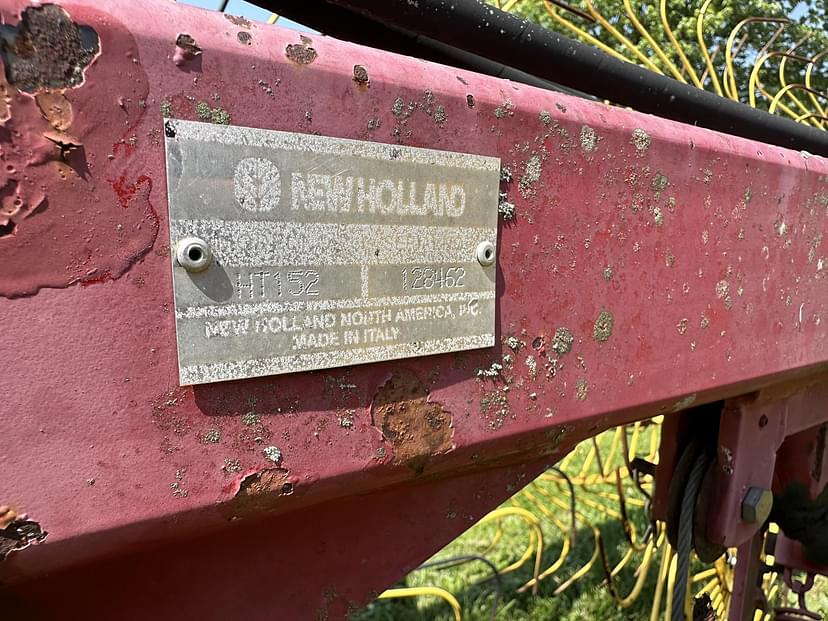 NEW HOLLAND
HT152 128462
NEW HOLLAND NORTH AMERICA, INC.
MADE IN ITALY